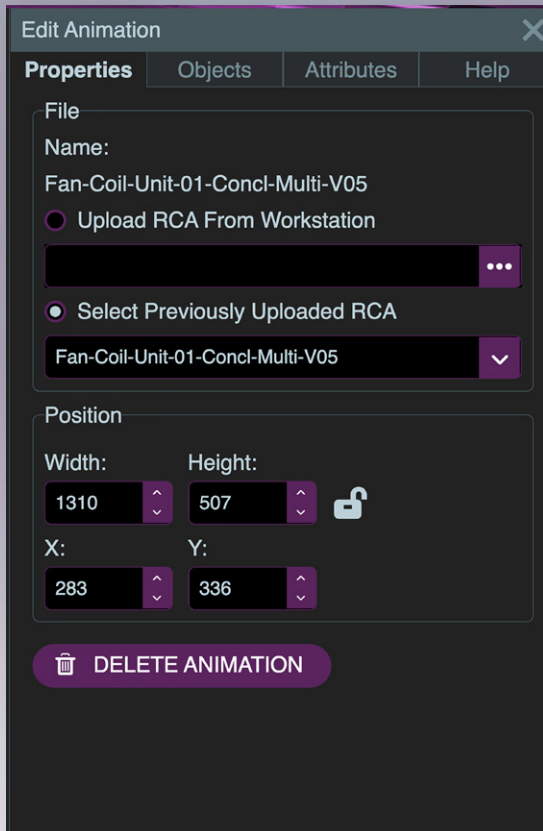 Edit Animation
Properties Objects Attributes Help
File
Name:
Fan-Coil-Unit-01-Concl-Multi-V05
Upload RCA From Workstation
Select Previously Uploaded RCA
Fan-Coil-Unit-01-Concl-Multi-V05
Position
Width: Height:
1310 507
X: Y:
283 336
DELETE ANIMATION